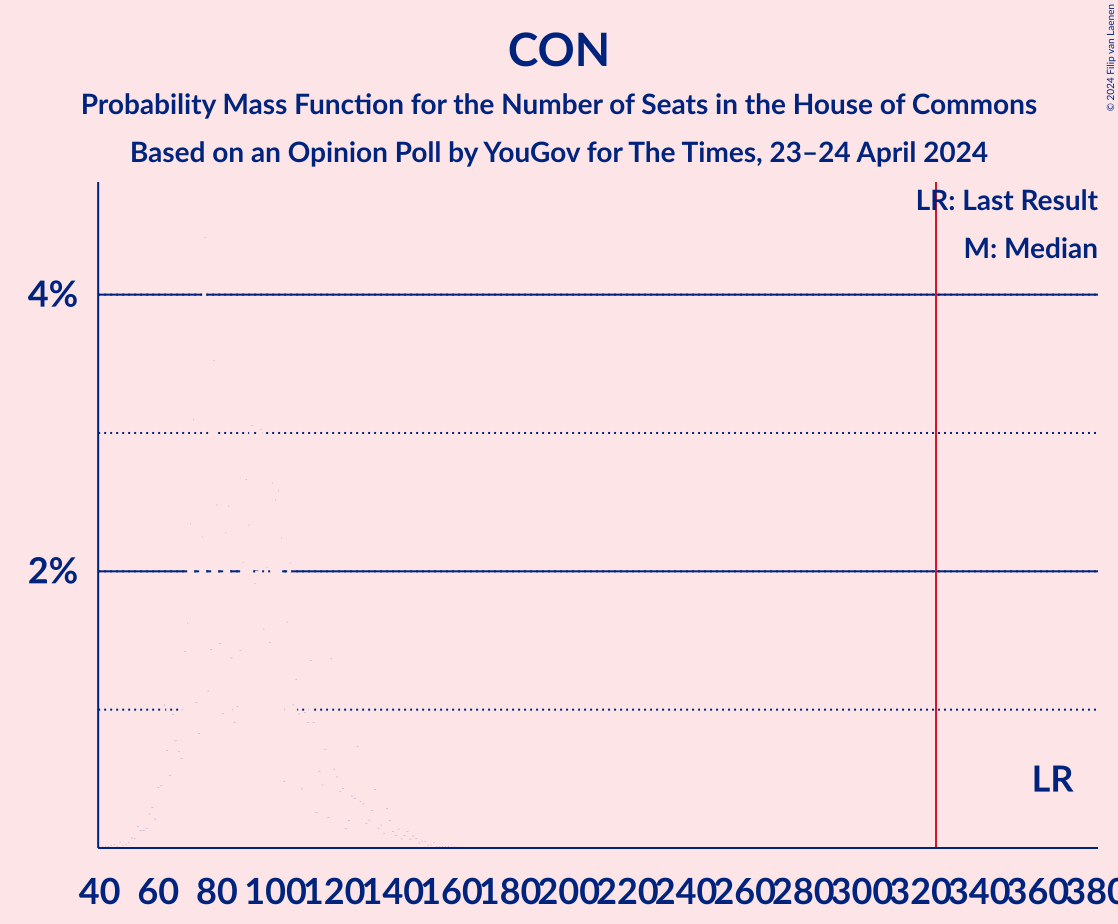 CON
Probability Mass Function for the Number of Seats in the House of Commons
Based on an Opinion Poll by YouGov for The Times, 23–24 April 2024
© 2024 Filip van Laenen
LR: Last Result
M: Median
4%
2%
LR
40 60 80 100 120 140 160 180 200 220 240 260 280 300 320 340 360 380